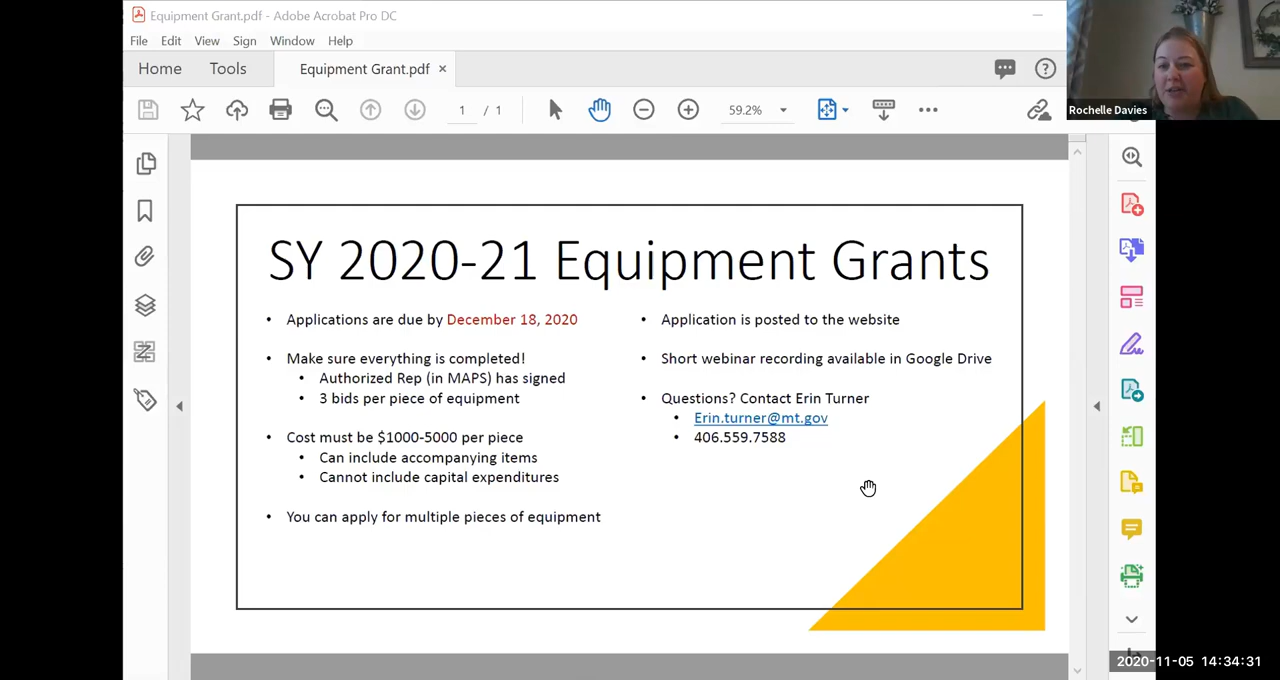 Equipment Grant.pdf - Adobe Acrobat Pro DC
File Edit View Sign Window Help
Home Tools Equipment Grant.pdf ×
1 / 1 59.2%
Rochelle Davies
SY 2020-21 Equipment Grants
• Applications are due by December 18, 2020
• Make sure everything is completed!
• Authorized Rep (in MAPS) has signed
• 3 bids per piece of equipment
• Cost must be $1000-5000 per piece
• Can include accompanying items
• Cannot include capital expenditures
• You can apply for multiple pieces of equipment
• Application is posted to the website
• Short webinar recording available in Google Drive
• Questions? Contact Erin Turner
• Erin.turner@mt.gov
• 406.559.7588
2020-11-05 14:34:31